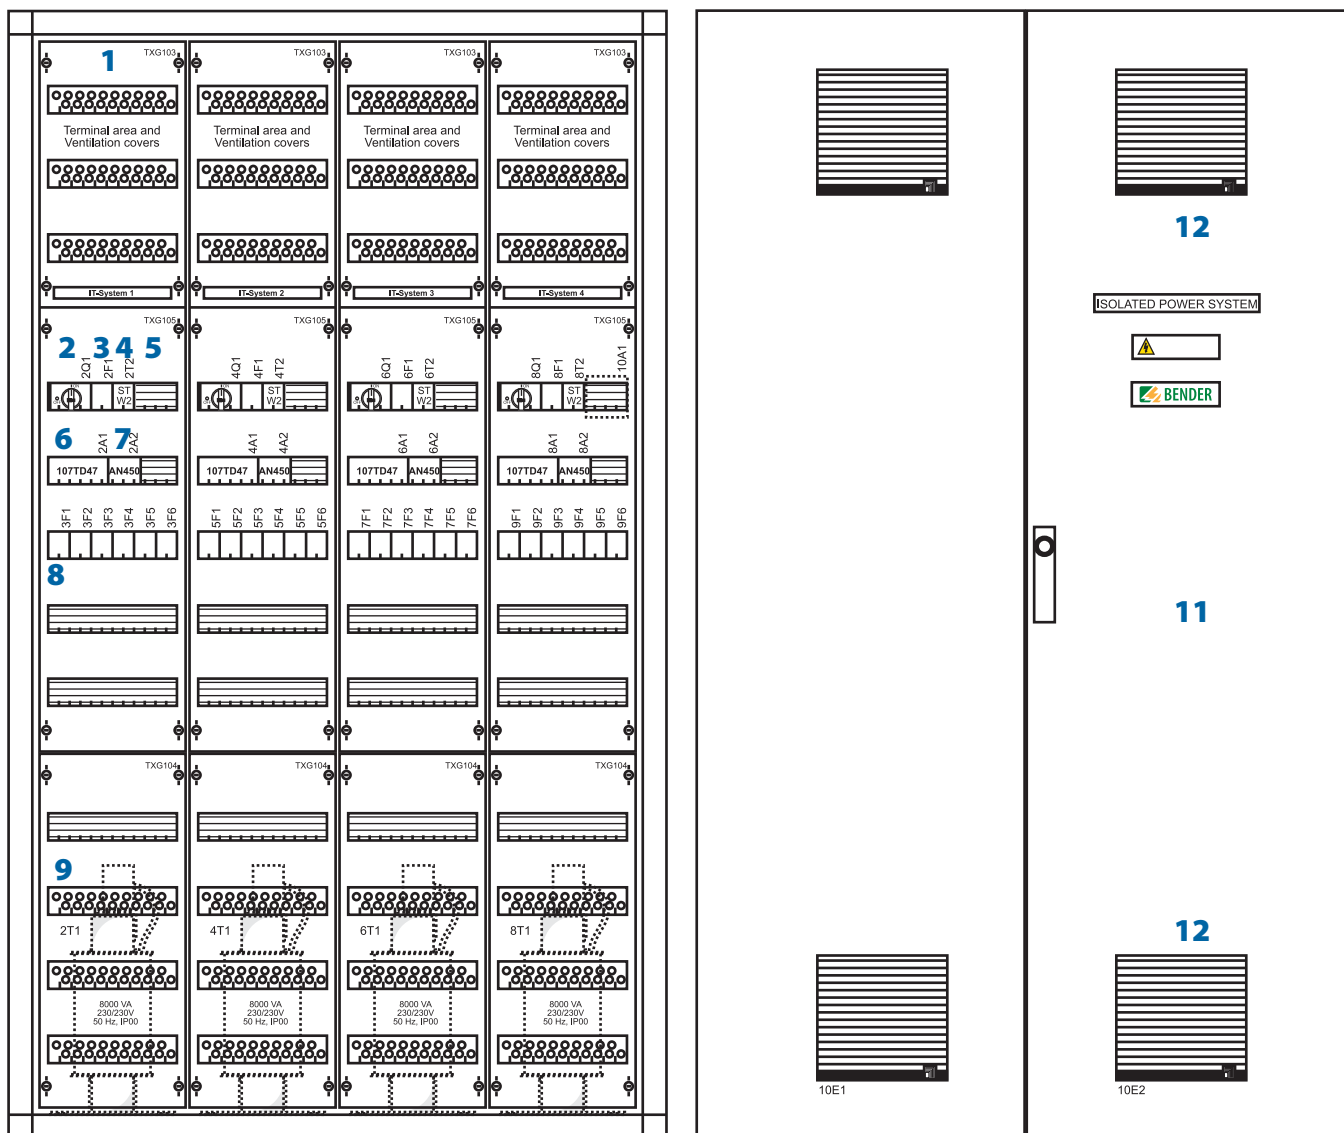 1
TXG103
TXG103
TXG103
TXG103
Terminal area and
Ventilation covers
Terminal area and
Ventilation covers
Terminal area and
Ventilation covers
Terminal area and
Ventilation covers
IT-System 1
IT-System 2
IT-System 3
IT-System 4
TXG105
TXG105
TXG105
TXG105
2 3 4 5
2Q1 2F1 2T2
4Q1 4F1 4T2
6Q1 6F1 6T2
8Q1 8F1 8T2 10A1
ST
W2
ST
W2
ST
W2
ST
W2
6 7
2A1 2A2
4A1 4A2
6A1 6A2
8A1 8A2
107TD47 AN450
107TD47 AN450
107TD47 AN450
107TD47 AN450
3F1 3F2 3F3 3F4 3F5 3F6
5F1 5F2 5F3 5F4 5F5 5F6
7F1 7F2 7F3 7F4 7F5 7F6
9F1 9F2 9F3 9F4 9F5 9F6
8
TXG104
TXG104
TXG104
TXG104
9
2T1
4T1
6T1
8T1
8000 VA
230/230V
50 Hz, IP00
8000 VA
230/230V
50 Hz, IP00
8000 VA
230/230V
50 Hz, IP00
8000 VA
230/230V
50 Hz, IP00
12
ISOLATED POWER SYSTEM
BENDER
11
12
10E1
10E2